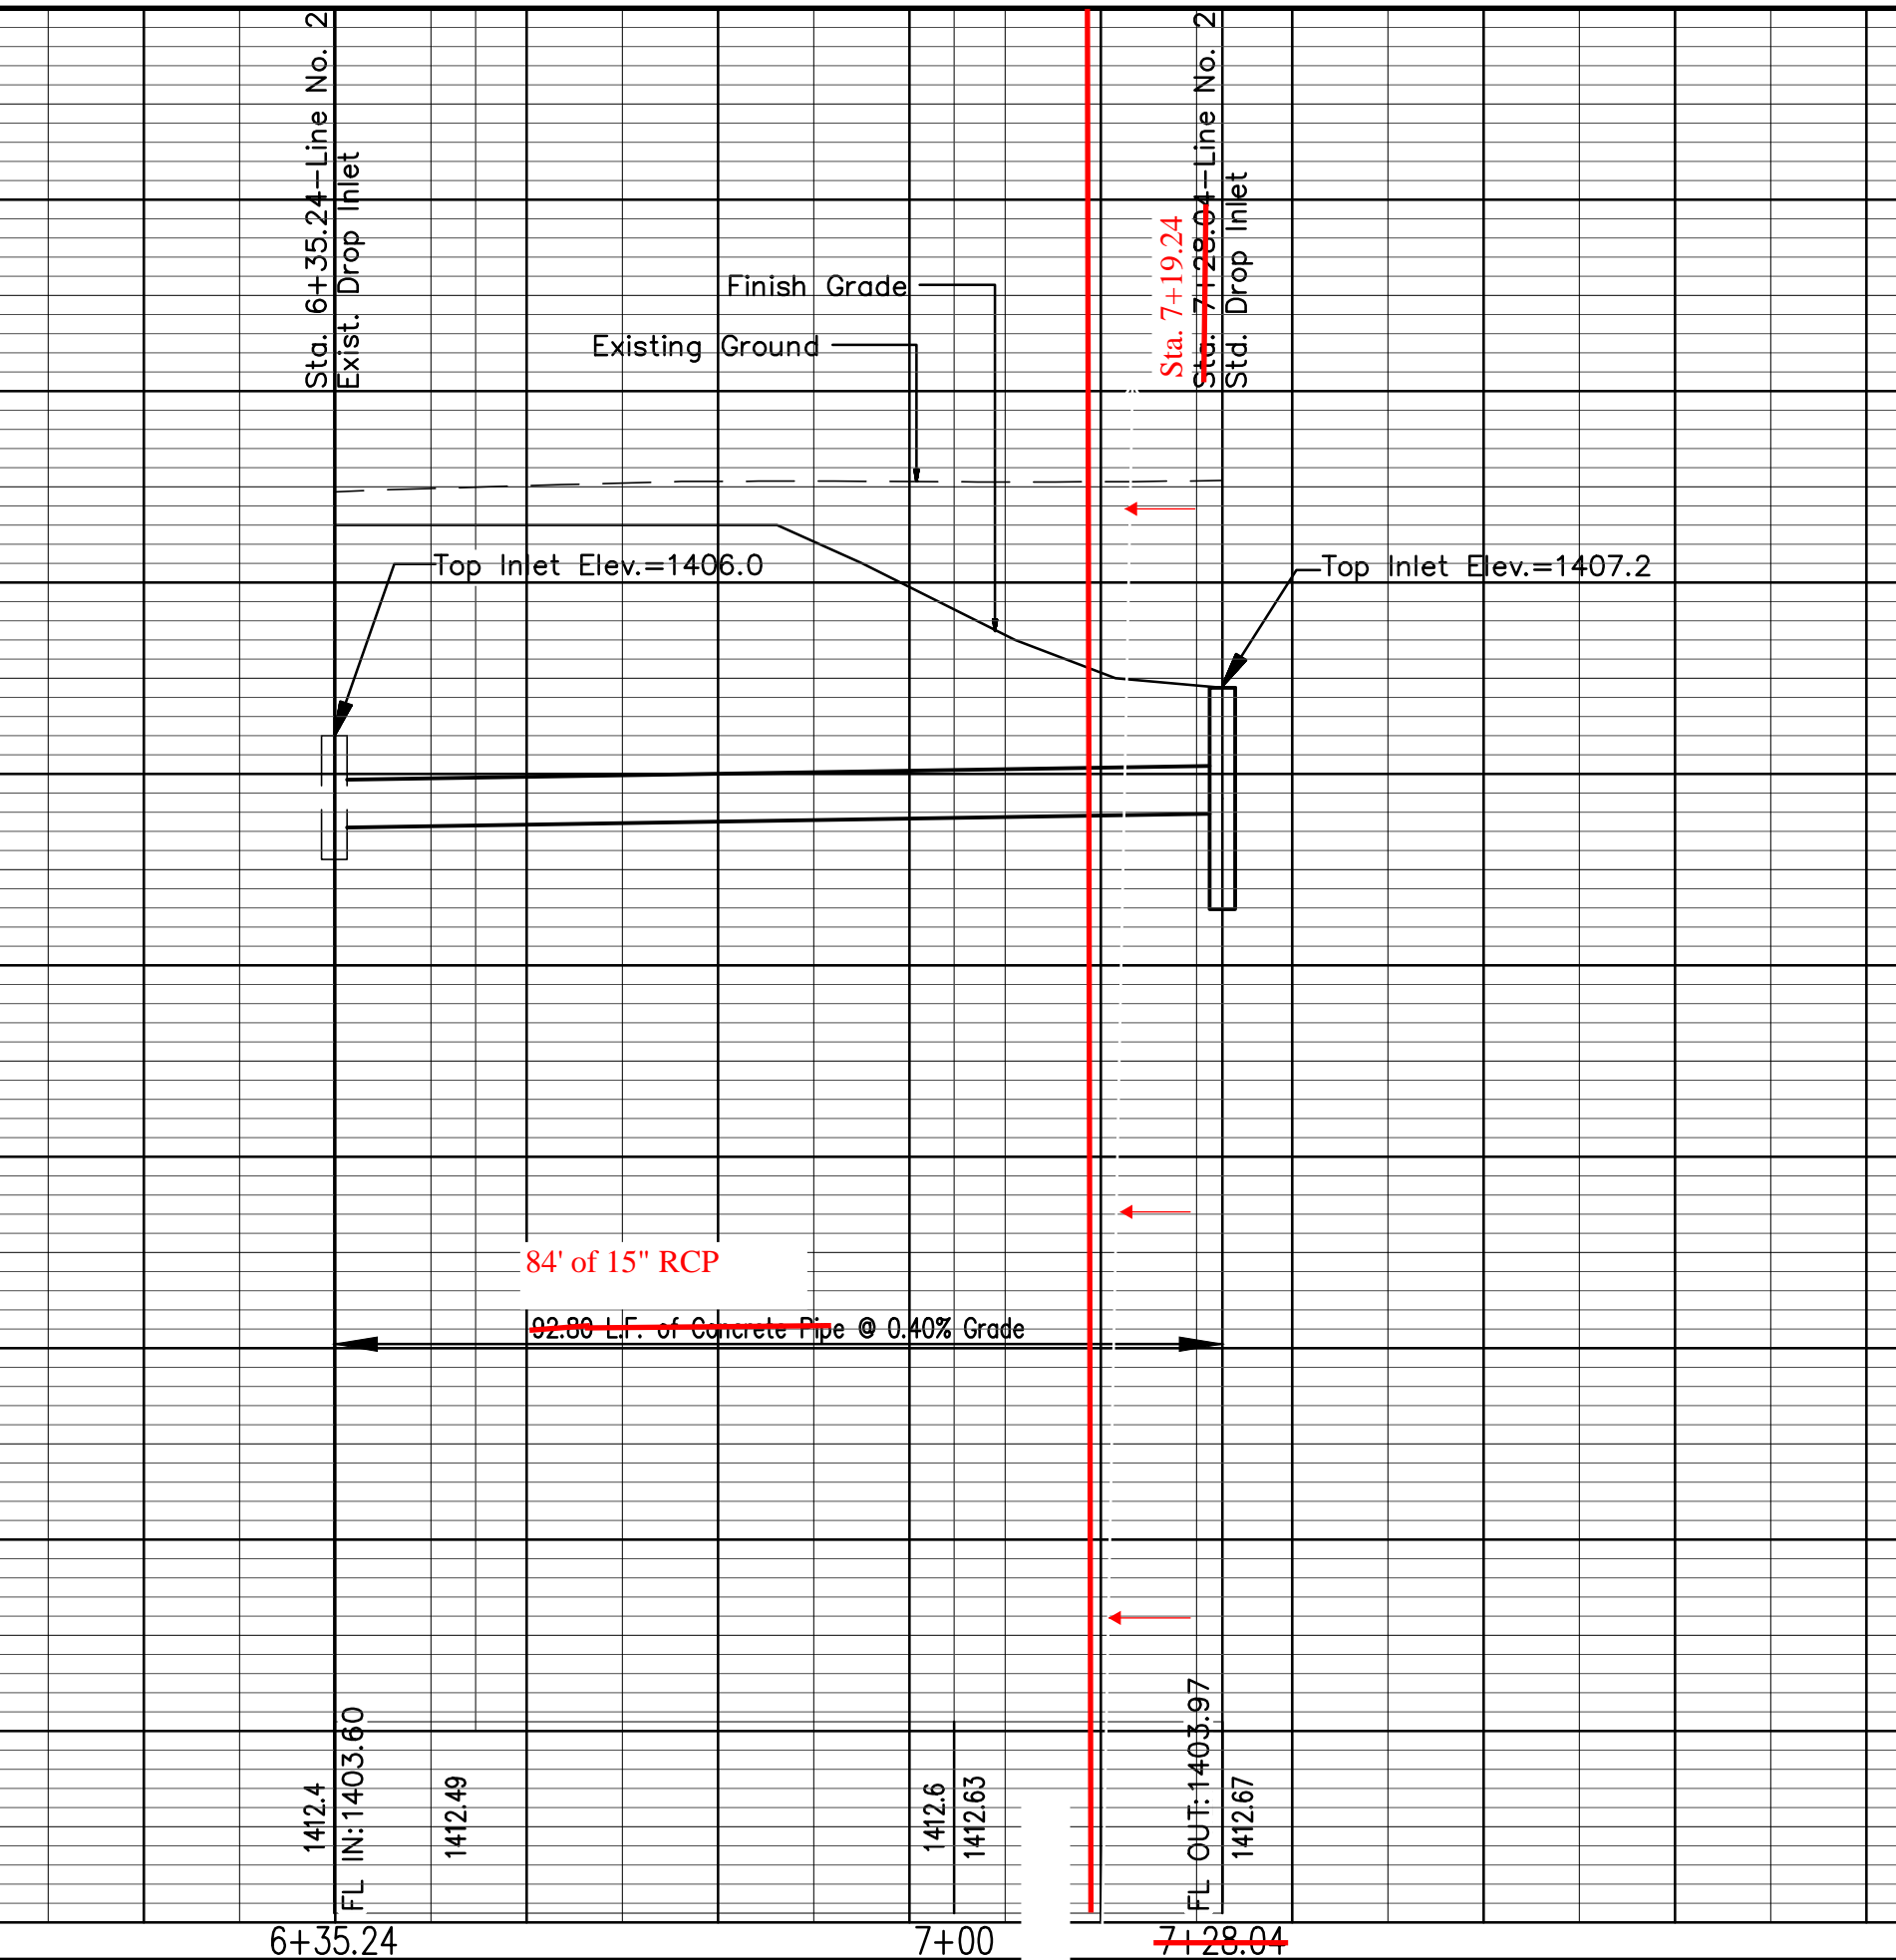 Sta. 6+35.24-Line No. 2
Exist. Drop Inlet
Sta. 7+19.24
Sta. 7+28.04-Line No. 2
Std. Drop Inlet
Finish Grade
Existing Ground
Top Inlet Elev.=1406.0
Top Inlet Elev.=1407.2
84' of 15" RCP
92.80 L.F. of Concrete Pipe @ 0.40% Grade
1412.4
FL IN:1403.60
1412.49
1412.6
1412.63
FL OUT:1403.97
1412.67
6+35.24
7+00
7+28.04